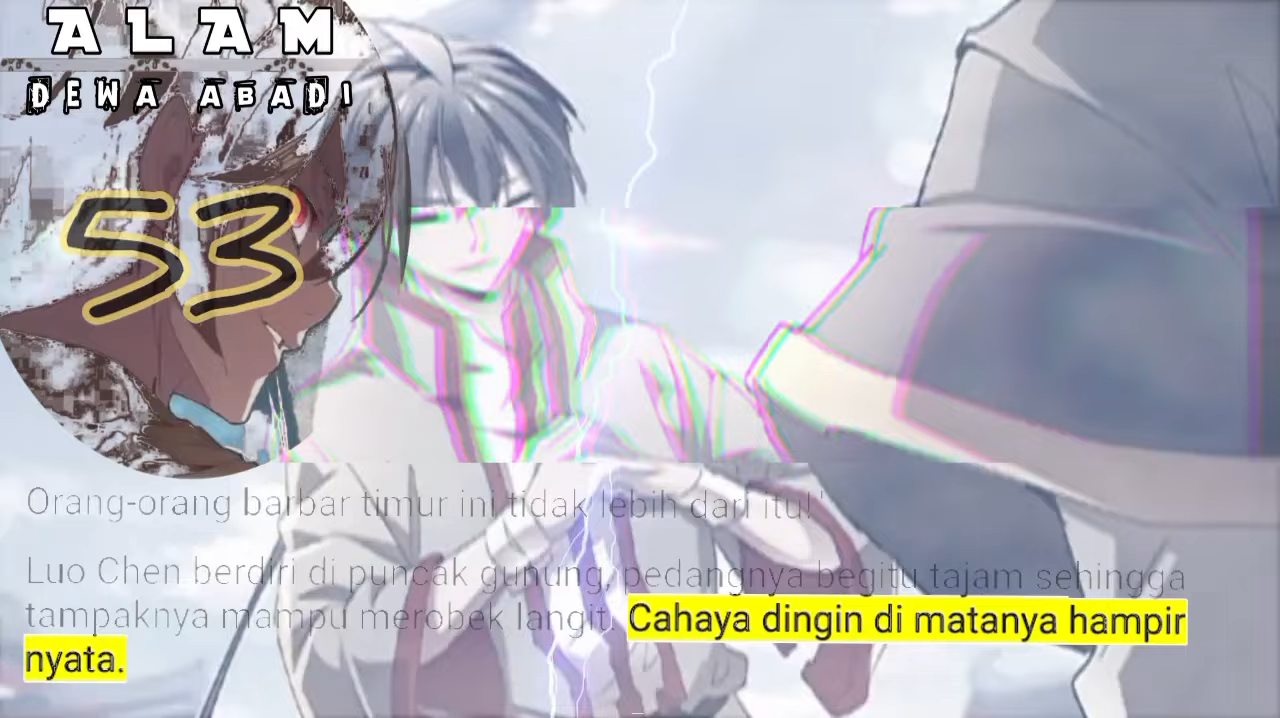 ALAM
DEWA ABADI
53
Orang-orang barbar timur ini tidak lebih dari itu!'
Luo Chen berdiri di puncak gunung, pedangnya begitu tajam sehingga
tampaknya mampu merobek langit. Cahaya dingin di matanya hampir
nyata.